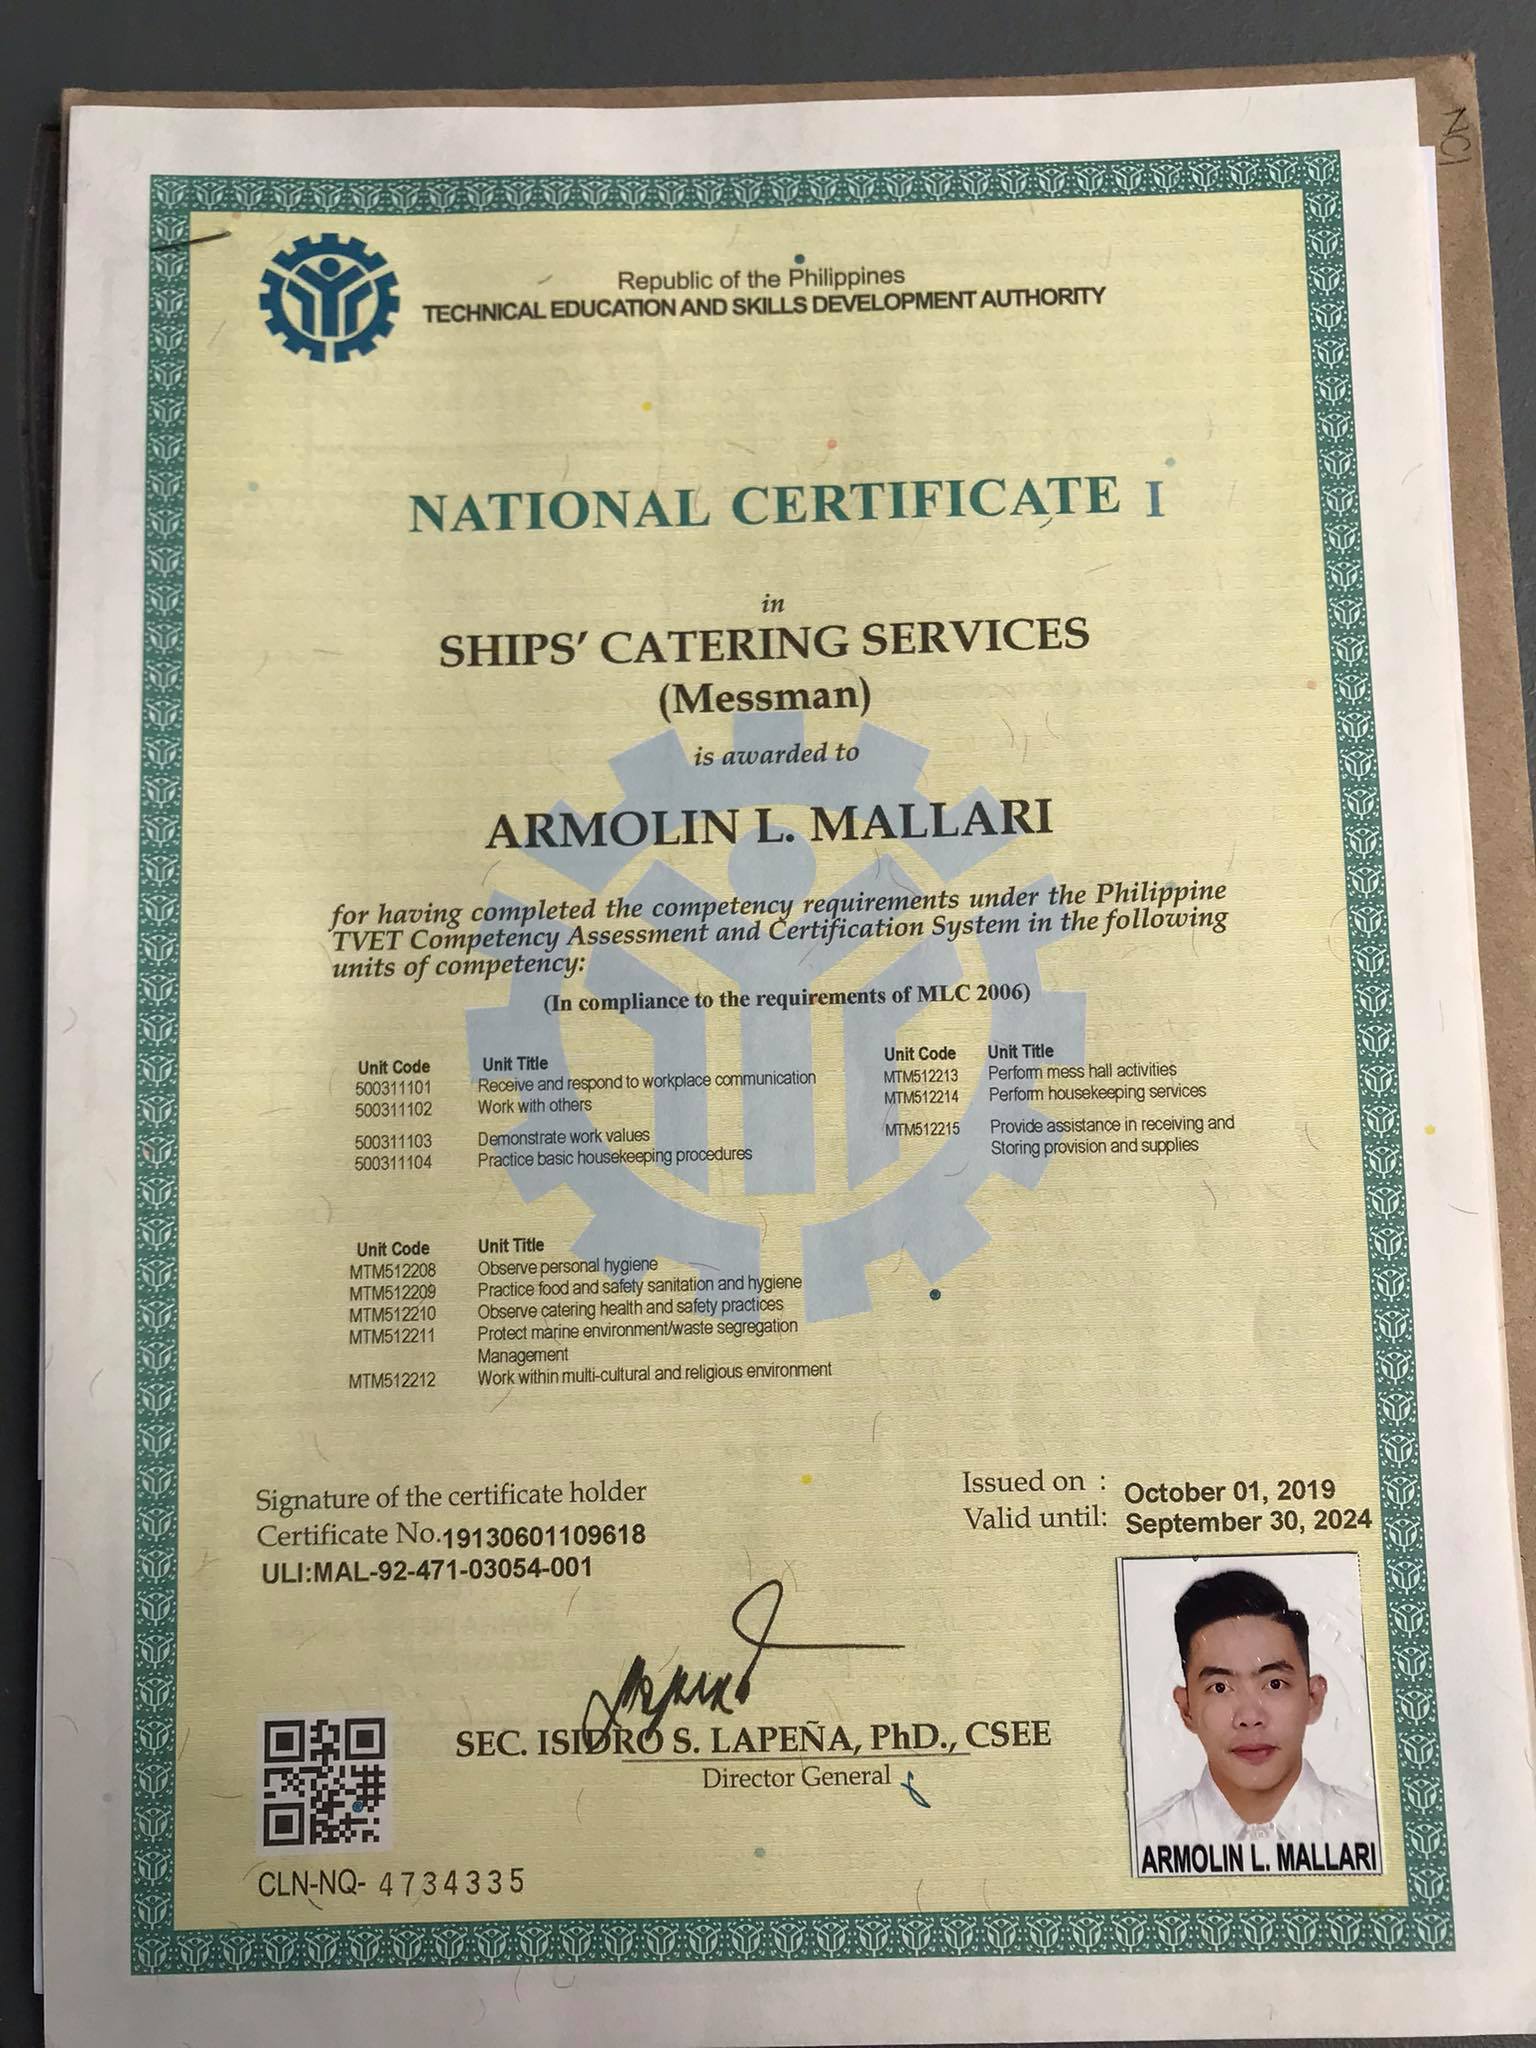 NC1
Republic of the Philippines
TECHNICAL EDUCATION AND SKILLS DEVELOPMENT AUTHORITY
NATIONAL CERTIFICATE I
in
SHIPS' CATERING SERVICES
(Messman)
is awarded to
ARMOLIN L. MALLARI
for having completed the competency requirements under the Philippine
TVET Competency Assessment and Certification System in the following
units of competency:
(In compliance to the requirements of MLC 2006)
Unit Code Unit Title
500311101 Receive and respond to workplace communication
500311102 Work with others
500311103 Demonstrate work values
500311104 Practice basic housekeeping procedures
Unit Code Unit Title
MTM512213 Perform mess hall activities
MTM512214 Perform housekeeping services
MTM512215 Provide assistance in receiving and
Storing provision and supplies
Unit Code Unit Title
MTM512208 Observe personal hygiene
MTM512209 Practice food and safety sanitation and hygiene
MTM512210 Observe catering health and safety practices
MTM512211 Protect marine environment/waste segregation
Management
MTM512212 Work within multi-cultural and religious environment
Signature of the certificate holder
Certificate No.19130601109618
ULI:MAL-92-471-03054-001
Issued on : October 01, 2019
Valid until: September 30, 2024
SEC. ISIDRO S. LAPEÑA, PhD., CSEE
Director General
CLN-NQ- 4734335
ARMOLIN L. MALLARI